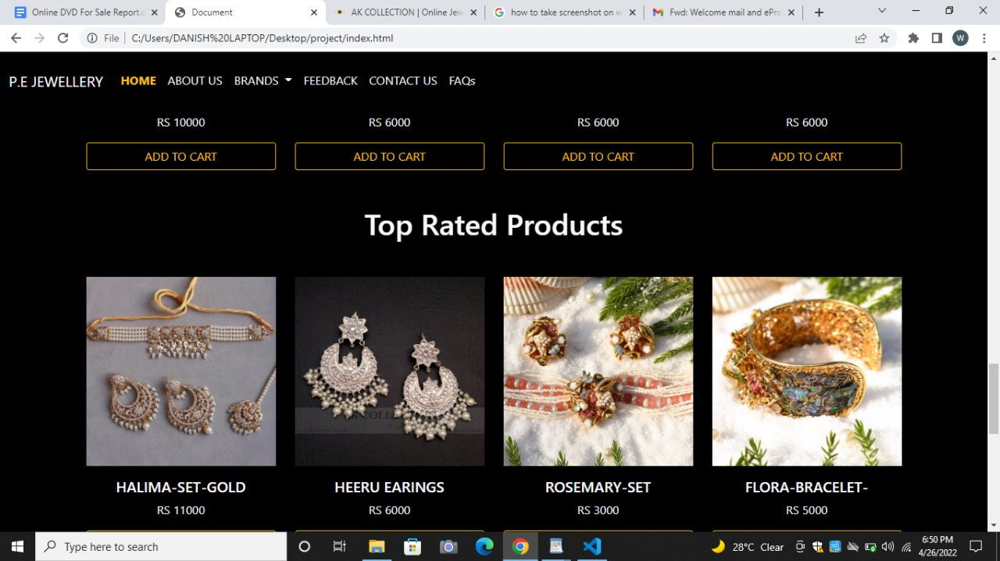 Online DVD For Sale Report.
Document
AK COLLECTION | Online Jew
how to take screenshot on w
Fwd: Welcome mail and ePro
File
C:/Users/DANISH%20LAPTOP/Desktop/project/index.html
W
P.E JEWELLERY HOME ABOUT US BRANDS FEEDBACK CONTACT US FAQs
RS 10000 RS 6000 RS 6000 RS 6000
ADD TO CART ADD TO CART ADD TO CART ADD TO CART
Top Rated Products
AK COLLEC
HALIMA-SET-GOLD HEERU EARINGS ROSEMARY-SET FLORA-BRACELET-
RS 11000 RS 6000 RS 3000 RS 5000
Type here to search
28°C Clear
6:50 PM
4/26/2022